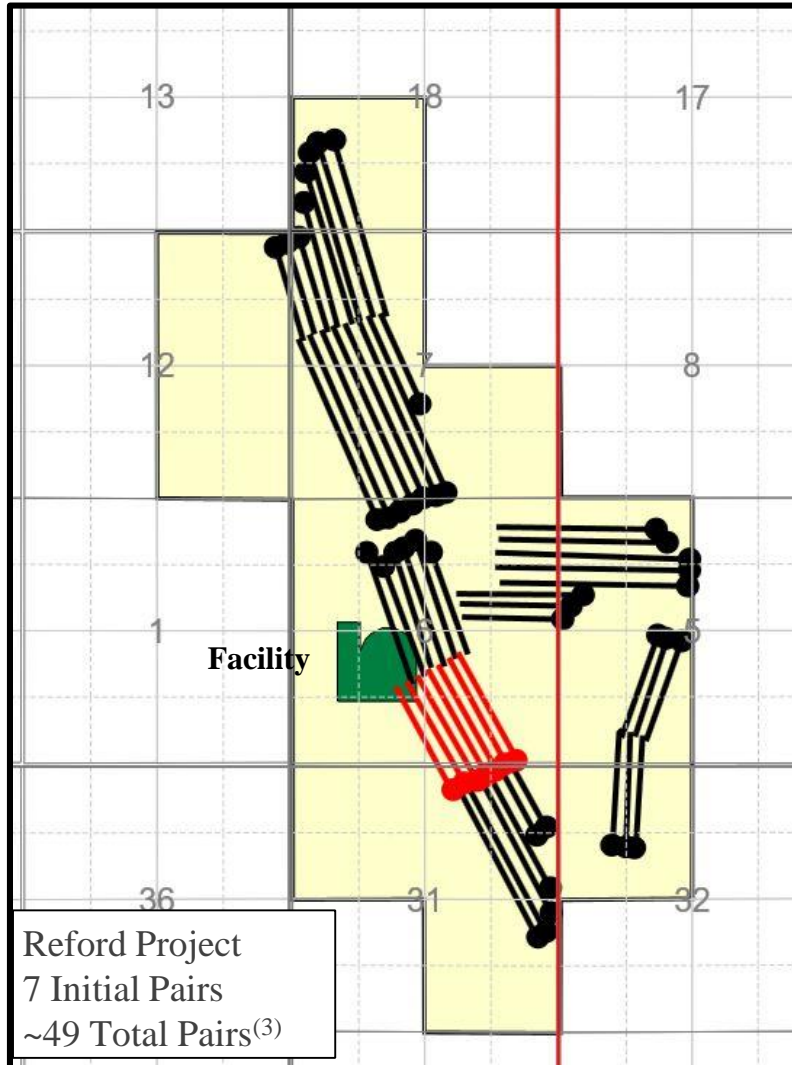 13 18 17
12 7 8
1 6 5
Facility
36 31 32
Reford Project
7 Initial Pairs
~49 Total Pairs⁽³⁾